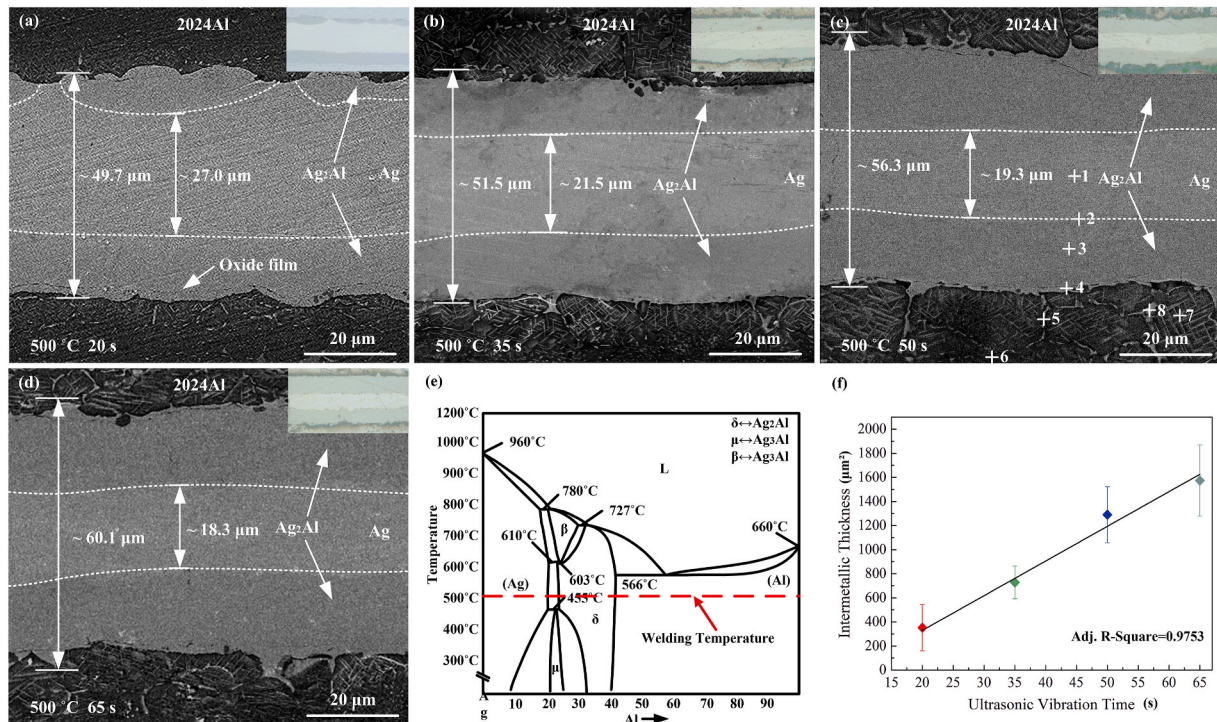 (a)
2024Al
~ 49.7 μm
~ 27.0 μm
Ag₂Al
Ag
Oxide film
500 ˚C 20 s
20 μm
(b)
2024Al
~ 51.5 μm
~ 21.5 μm
Ag₂Al
Ag
500 ˚C 35 s
20 μm
(c)
2024Al
~ 56.3 μm
~ 19.3 μm
Ag₂Al
Ag
1
2
3
4
5
6
7
8
500 ˚C 50 s
20 μm
(d)
2024Al
~ 60.1 μm
~ 18.3 μm
Ag₂Al
Ag
500 ˚C 65 s
20 μm
(e)
1200˚C
1000˚C
900˚C
800˚C
700˚C
600˚C
500˚C
400˚C
300˚C
Temperature
δ↔Ag₂Al
μ↔Ag₃Al
β↔Ag₃Al
960˚C
L
780˚C
727˚C
660˚C
β
610˚C
603˚C
566˚C
(Ag)
(Al)
455˚C
δ
Welding Temperature
μ
Ag
10 20 30 40 50 60 70 80 90
Al
(f)
2000
1800
1600
1400
1200
1000
800
600
400
200
0
Intermetallic Thickness (μm²)
Adj. R-Square=0.9753
15 20 25 30 35 40 45 50 55 60 65
Ultrasonic Vibration Time (s)